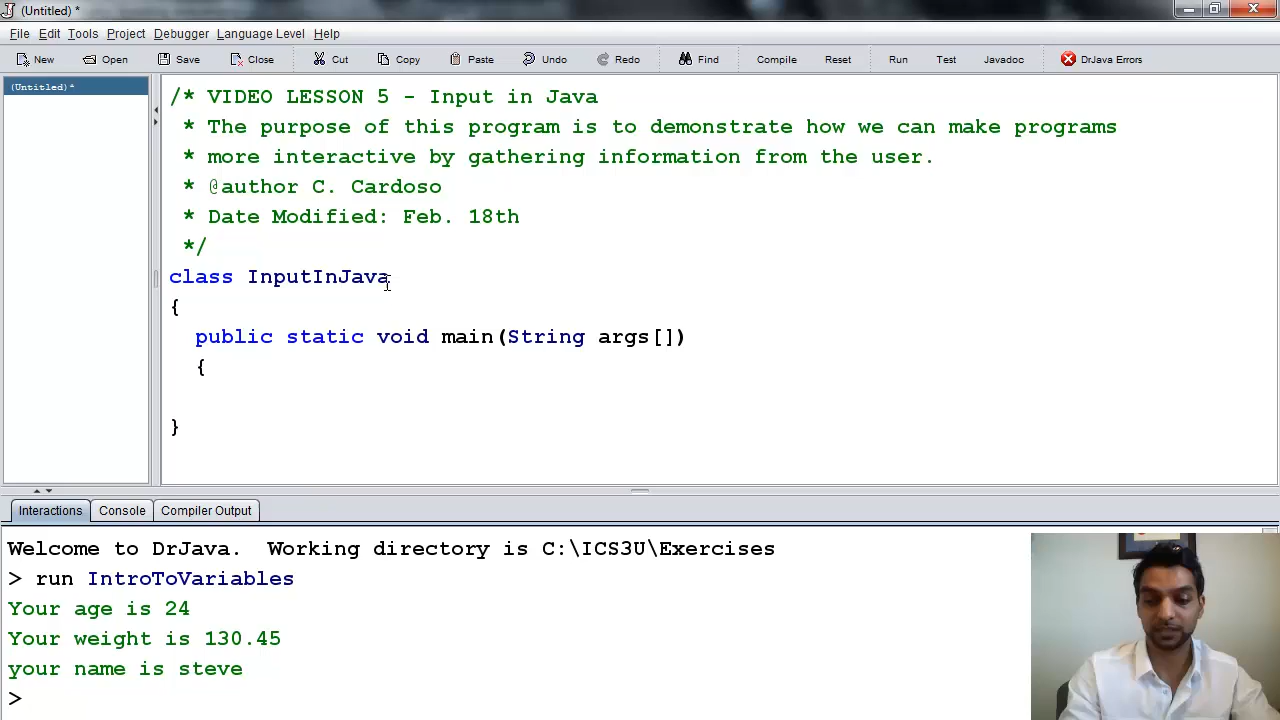 (Untitled) *
File Edit Tools Project Debugger Language Level Help
New Open Save Close Cut Copy Paste Undo Redo Find Compile Reset Run Test Javadoc DrJava Errors
(Untitled)*
/* VIDEO LESSON 5 - Input in Java
* The purpose of this program is to demonstrate how we can make programs
* more interactive by gathering information from the user.
* @author C. Cardoso
* Date Modified: Feb. 18th
*/
class InputInJava
{
public static void main(String args[])
{
}
Interactions Console Compiler Output
Welcome to DrJava. Working directory is C:\ICS3U\Exercises
> run IntroToVariables
Your age is 24
Your weight is 130.45
your name is steve
>